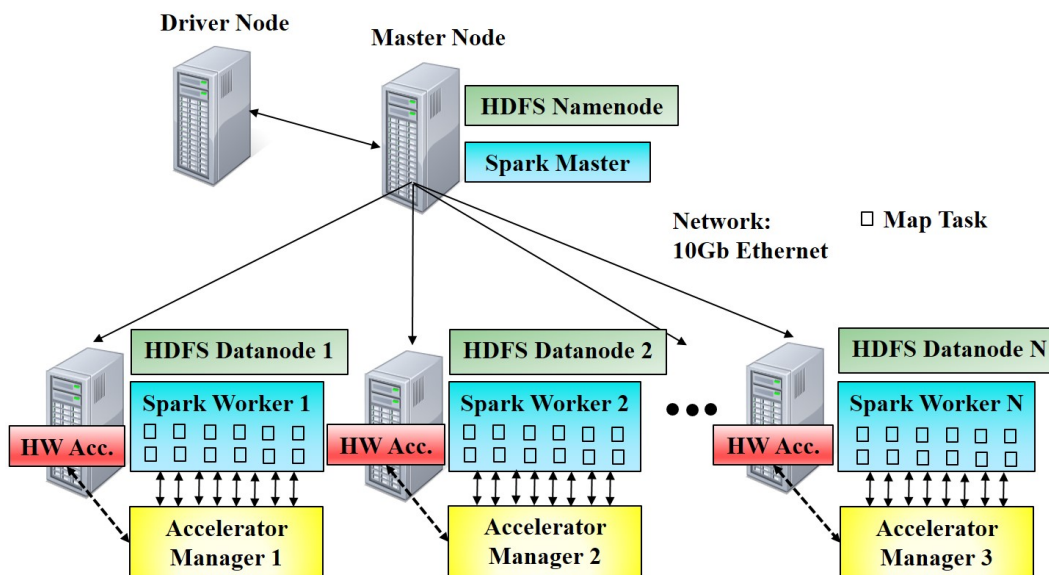 Driver Node
Master Node
HDFS Namenode
Spark Master
Network:
10Gb Ethernet
Map Task
HDFS Datanode 1
Spark Worker 1
HW Acc.
Accelerator
Manager 1
HDFS Datanode 2
Spark Worker 2
HW Acc.
Accelerator
Manager 2
HDFS Datanode N
Spark Worker N
HW Acc.
Accelerator
Manager 3